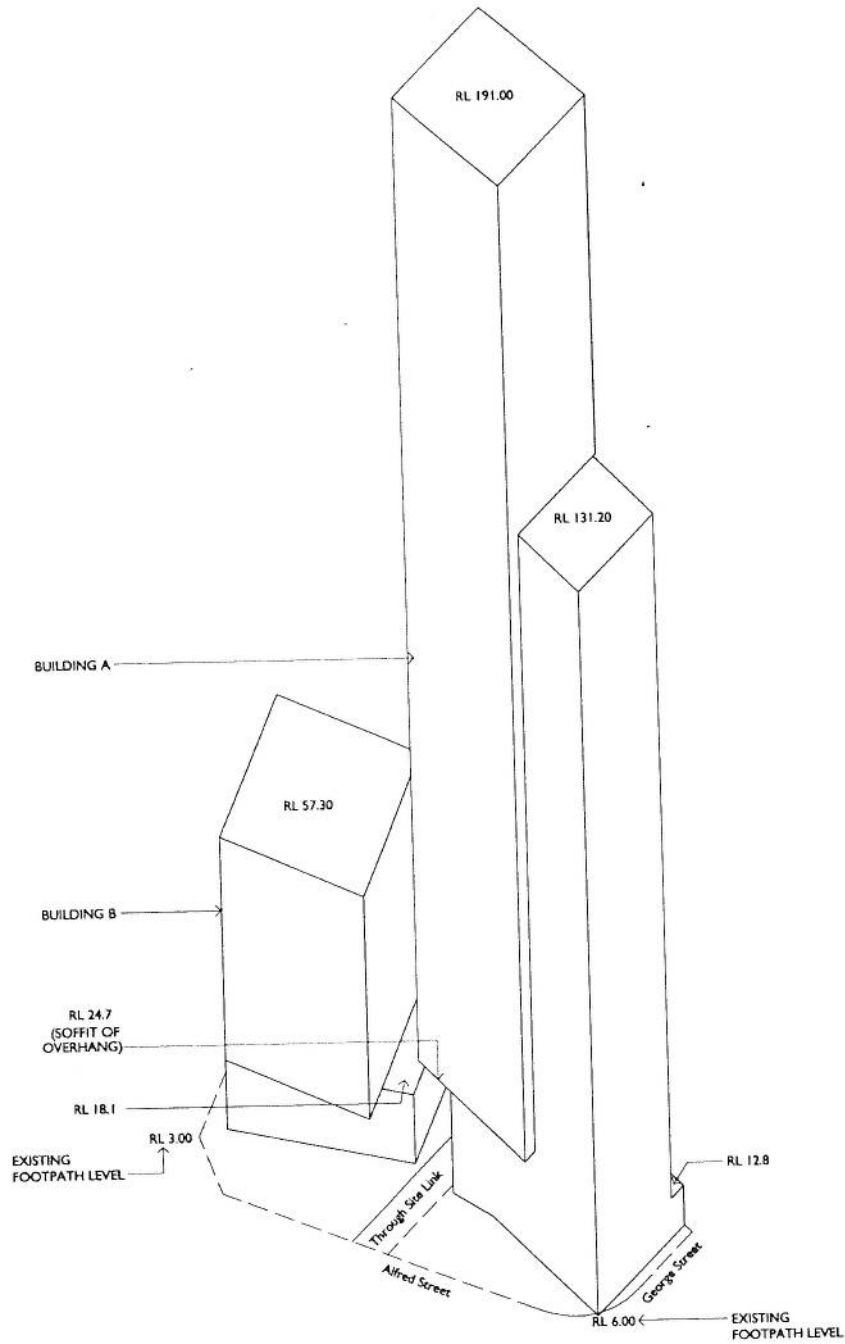 RL 191.00
RL 131.20
BUILDING A
RL 57.30
BUILDING B
RL 24.7
(SOFFIT OF
OVERHANG)
RL 18.1
RL 3.00
EXISTING
FOOTPATH LEVEL
RL 12.8
Through Site Link
Alfred Street
George Street
RL 6.00
EXISTING
FOOTPATH LEVEL